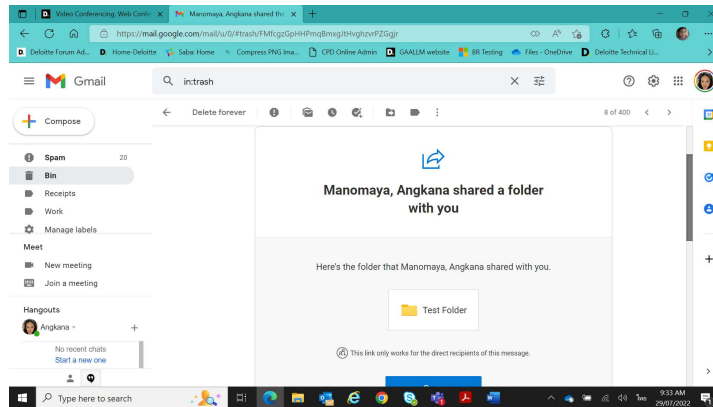 Video Conferencing, Web Confe
Manomaya, Angkana shared the
https://mail.google.com/mail/u/0/#trash/FMfcgzGpHHPmqBmxgJtHvghzvrPZGgjr
Deloitte Forum Ad...
Home-Deloitte
Saba: Home
Compress PNG Ima...
CPD Online Admin
GAALLM website
BR Testing
Files - OneDrive
Deloitte Technical Li...
Gmail
in:trash
Compose
Delete forever
8 of 400
Spam 20
Bin
Receipts
Work
Manage labels
Meet
New meeting
Join a meeting
Hangouts
Angkana
No recent chats
Start a new one
Manomaya, Angkana shared a folder
with you
Here's the folder that Manomaya, Angkana shared with you.
Test Folder
This link only works for the direct recipients of this message.
Type here to search
ไทย
9:33 AM
29/07/2022